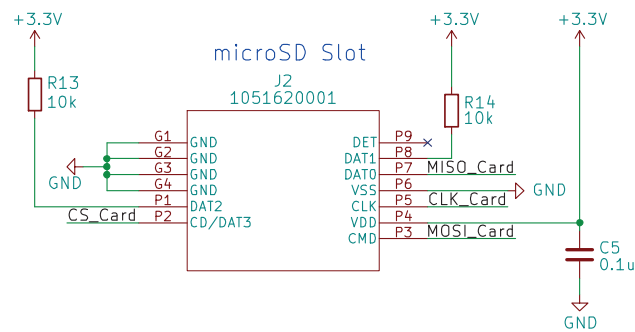 +3.3V
+3.3V
+3.3V
microSD Slot
R13
10k
J2
1051620001
R14
10k
G1 GND
G2 GND
G3 GND
G4 GND
GND
P1 DAT2
CS_Card P2 CD/DAT3
DET P9
DAT1 P8
DAT0 P7 MISO_Card
VSS P6 GND
CLK P5 CLK_Card
VDD P4
CMD P3 MOSI_Card
C5
0.1u
GND